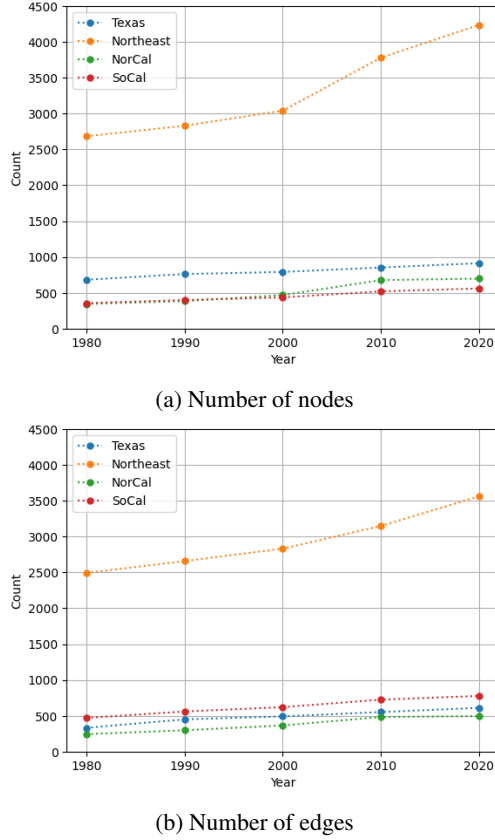 4500
4000
3500
3000
2500
2000
1500
1000
500
0
Count
Texas
Northeast
NorCal
SoCal
1980 1990 2000 2010 2020
Year
(a) Number of nodes
4500
4000
3500
3000
2500
2000
1500
1000
500
0
Count
Texas
Northeast
NorCal
SoCal
1980 1990 2000 2010 2020
Year
(b) Number of edges